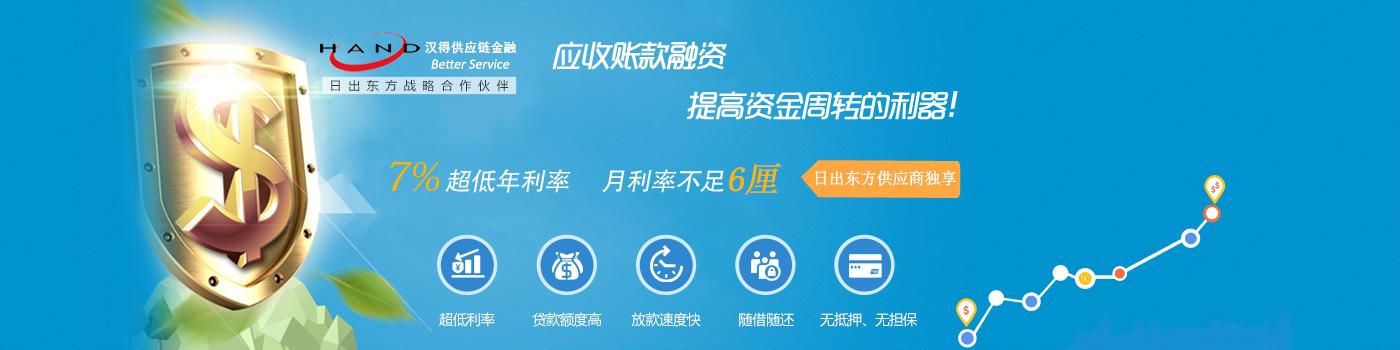 HAND 汉得供应链金融
Better Service
日出东方战略合作伙伴
应收账款融资
提高资金周转的利器!
7% 超低年利率 月利率不足6厘 日出东方供应商独享
超低利率 贷款额度高 放款速度快 随借随还 无抵押、无担保